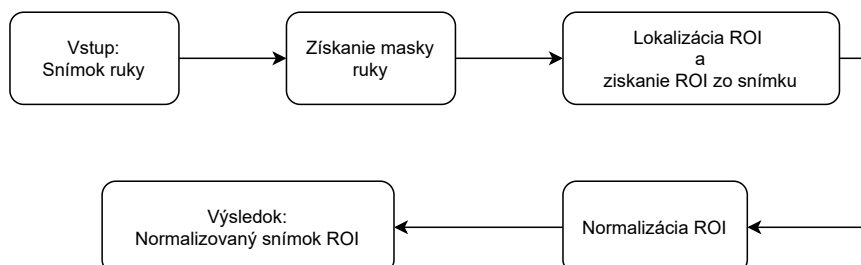 Vstup:
Snímok ruky
Získanie masky
ruky
Lokalizácia ROI
a
ziskanie ROI zo snímku
Normalizácia ROI
Výsledok:
Normalizovaný snímok ROI